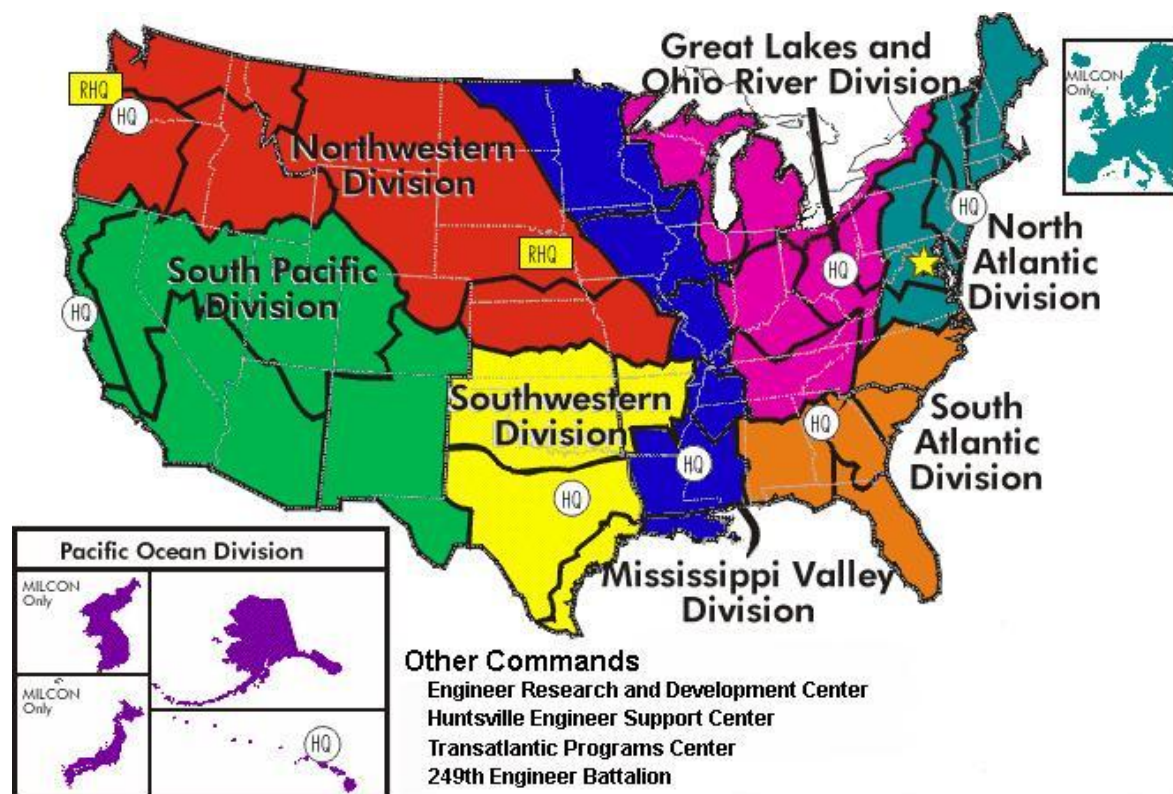 Great Lakes and
Ohio River Division
MILCON
Only
RHQ
HQ
Northwestern
Division
RHQ
HQ
North
Atlantic
Division
HQ
South Pacific
Division
HQ
Southwestern
Division
HQ
South
Atlantic
Division
HQ
HQ
Mississippi Valley
Division
Pacific Ocean Division
MILCON
Only
MILCON
Only
HQ
Other Commands
Engineer Research and Development Center
Huntsville Engineer Support Center
Transatlantic Programs Center
249th Engineer Battalion